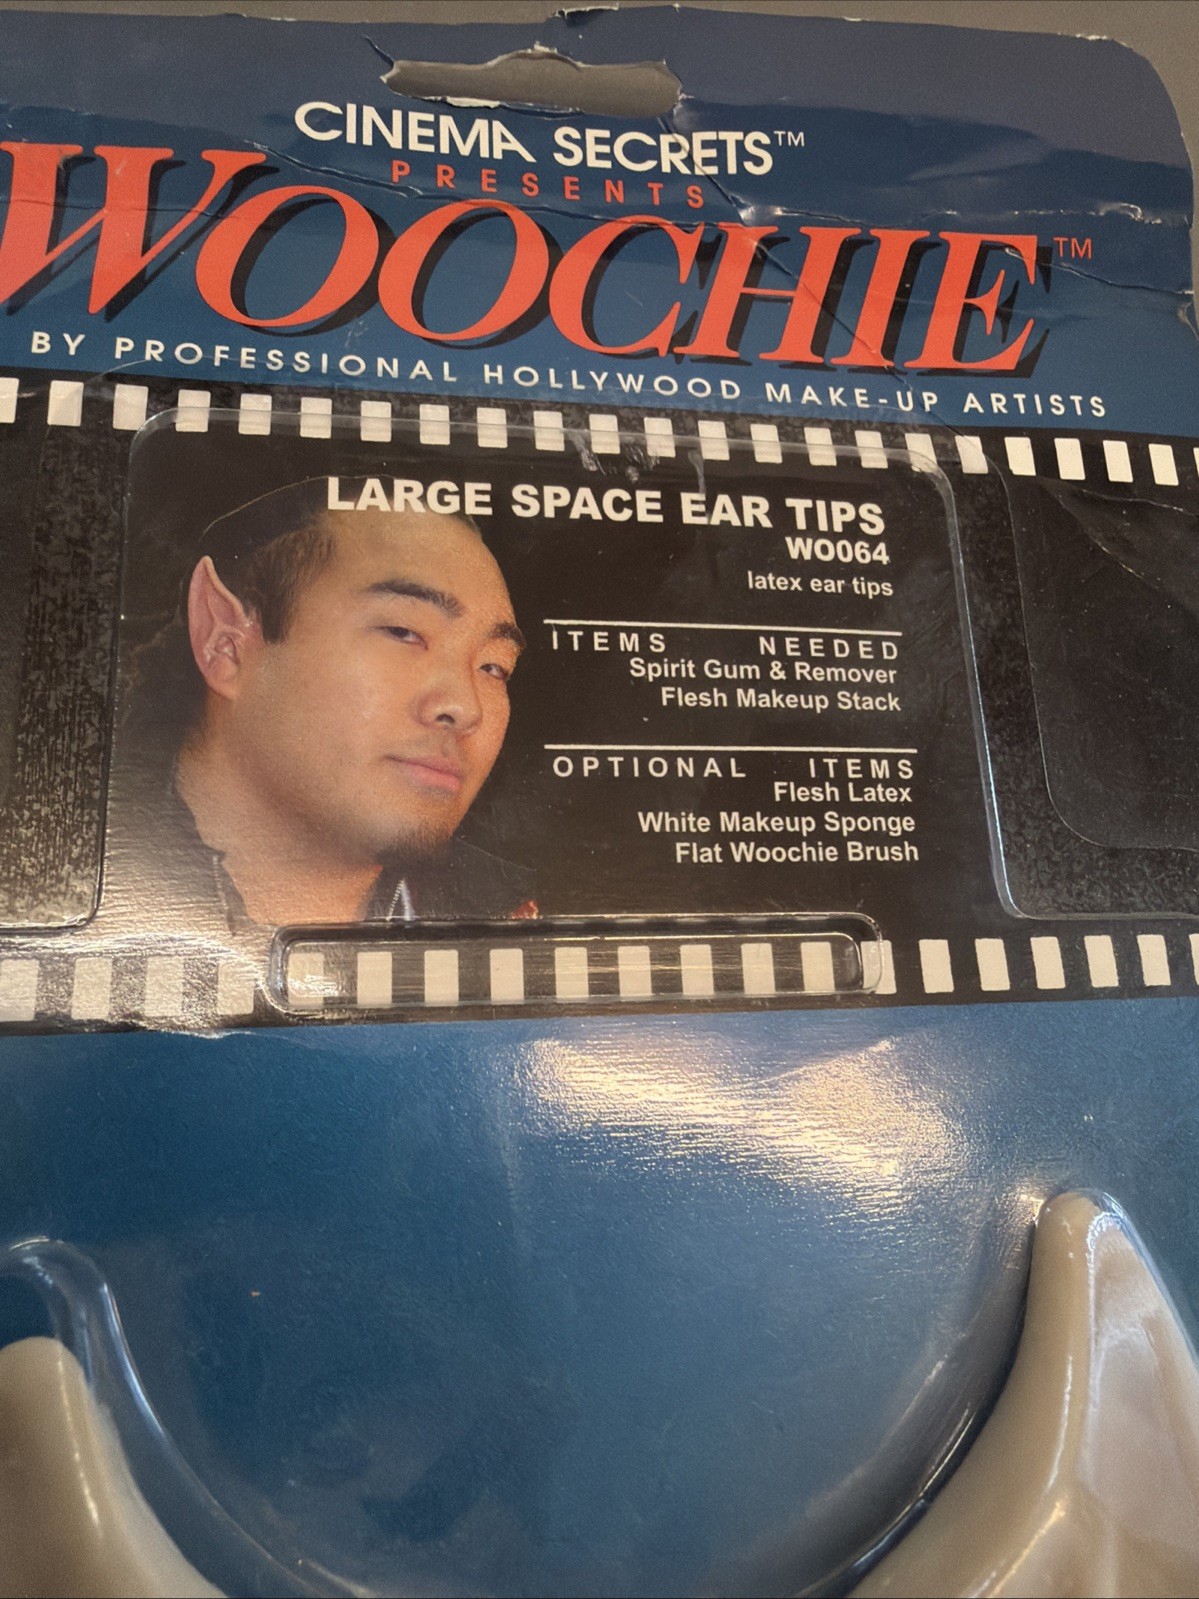 CINEMA SECRETS™
PRESENTS
WOOCHIE™
BY PROFESSIONAL HOLLYWOOD MAKE-UP ARTISTS
LARGE SPACE EAR TIPS
WO064
latex ear tips
ITEMS NEEDED
Spirit Gum & Remover
Flesh Makeup Stack
OPTIONAL ITEMS
Flesh Latex
White Makeup Sponge
Flat Woochie Brush